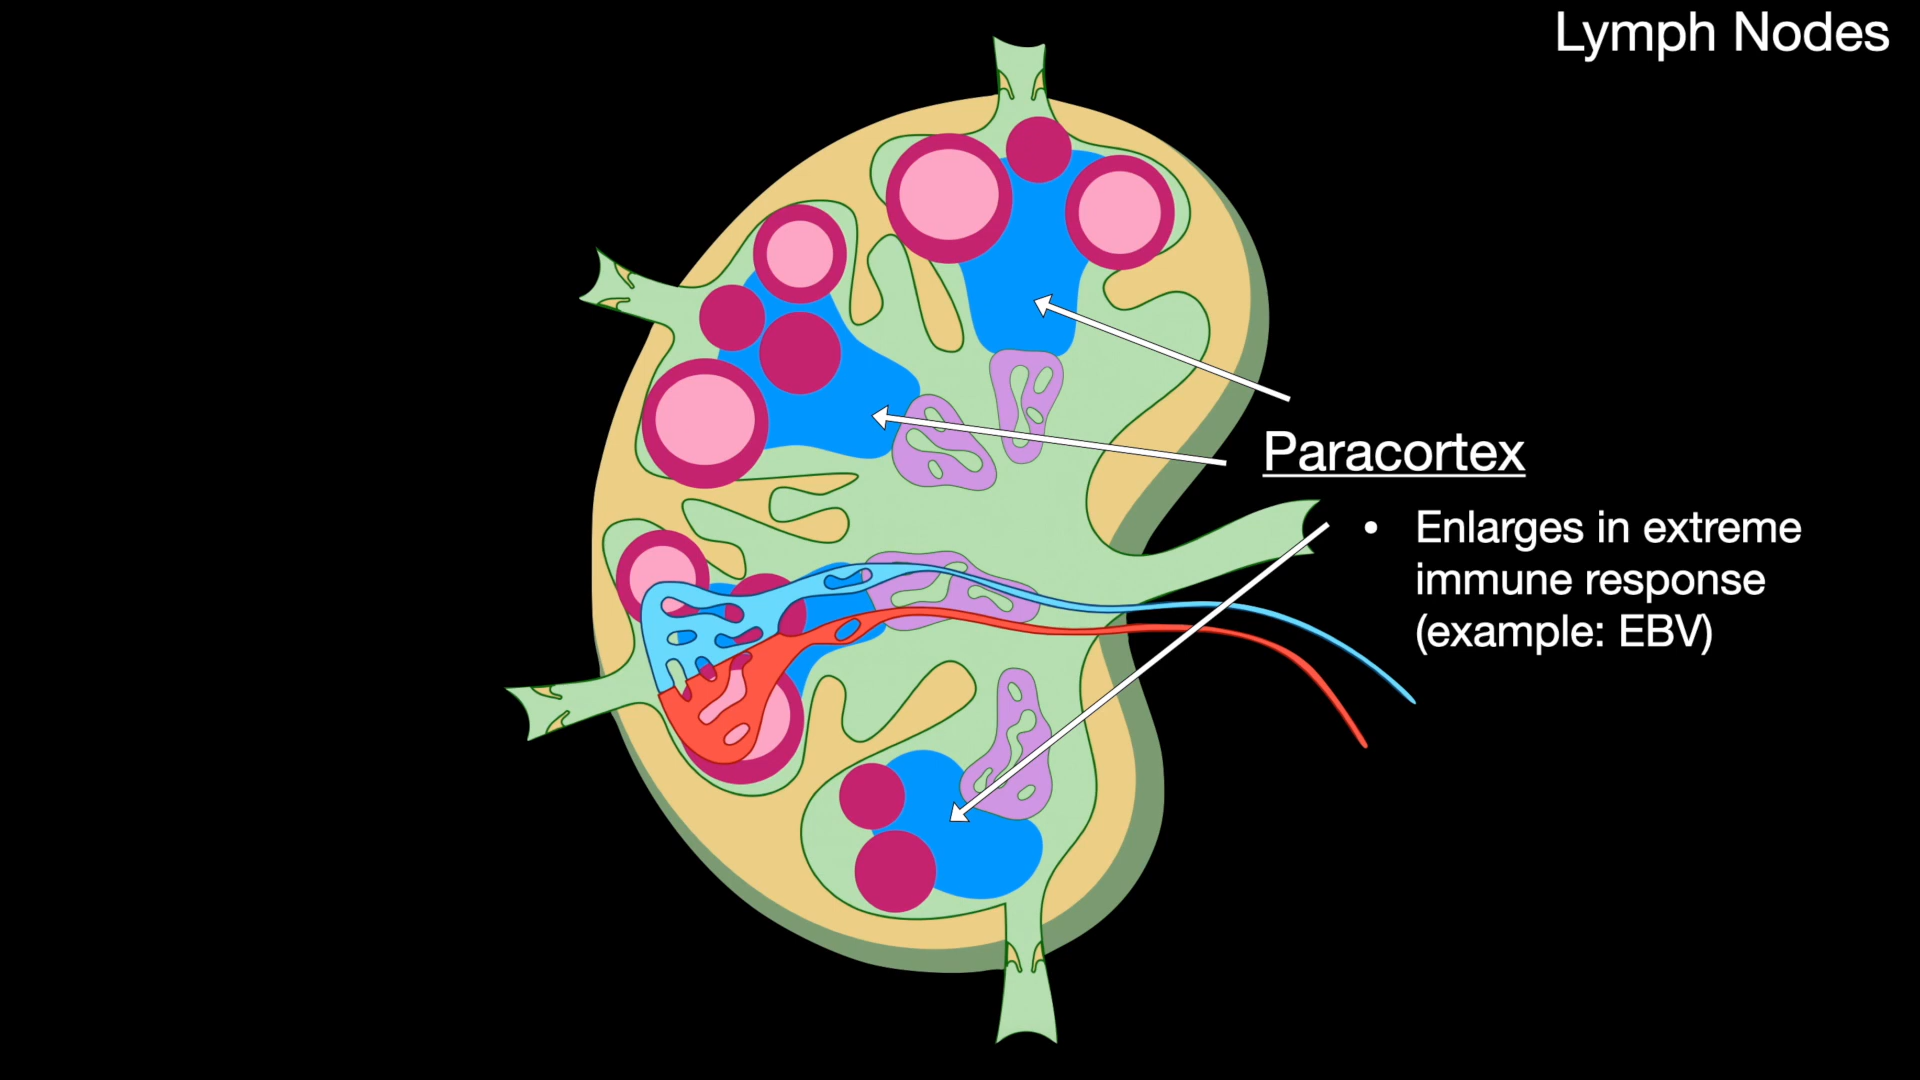 Lymph Nodes
Paracortex
• Enlarges in extreme
immune response
(example: EBV)